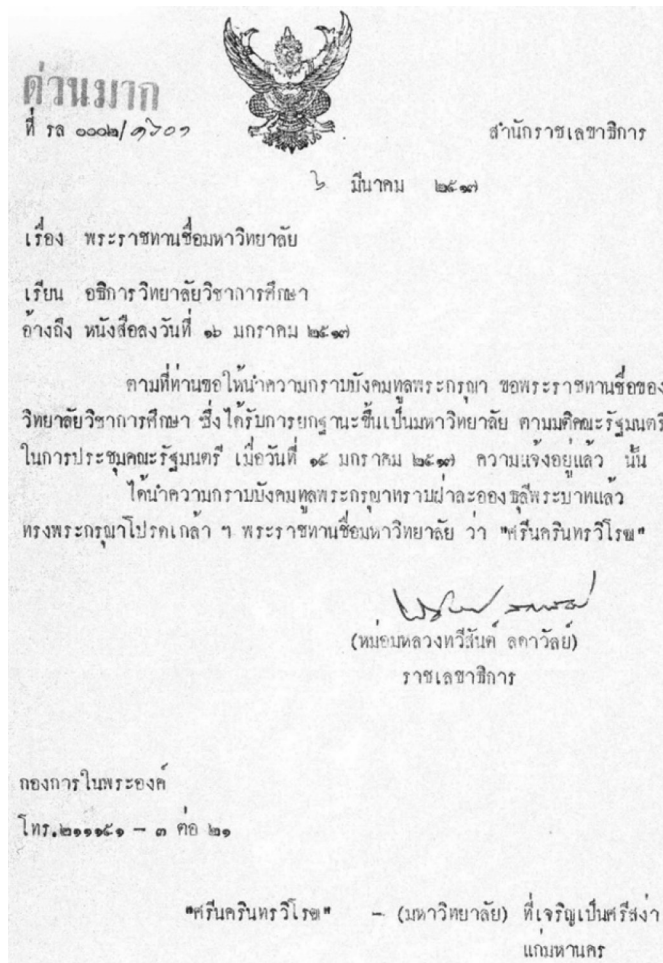 ด่วนมาก
ที่ รล ๐๐๐๒/๑๖๐๑
สำนักราชเลขาธิการ
๖ มีนาคม ๒๕๑๗
เรื่อง พระราชทานชื่อมหาวิทยาลัย
เรียน อธิการวิทยาลัยวิชาการศึกษา
อ้างถึง หนังสือลงวันที่ ๑๖ มกราคม ๒๕๑๗
ตามที่ท่านขอให้นำความกราบบังคมทูลพระกรุณา ขอพระราชทานชื่อของ
วิทยาลัยวิชาการศึกษา ซึ่งได้รับการยกฐานะขึ้นเป็นมหาวิทยาลัย ตามมติคณะรัฐมนตรี
ในการประชุมคณะรัฐมนตรี เมื่อวันที่ ๑๕ มกราคม ๒๕๑๗ ความแจ้งอยู่แล้ว นั้น
ได้นำความกราบบังคมทูลพระกรุณาทราบฝ่าละอองธุลีพระบาทแล้ว
ทรงพระกรุณาโปรดเกล้า ฯ พระราชทานชื่อมหาวิทยาลัย ว่า "ศรีนครินทรวิโรฒ"
(หม่อมหลวงทวีสันต์ ลดาวัลย์)
ราชเลขาธิการ
กองการในพระองค์
โทร.๒๑๑๑๕๑ - ๓ ต่อ ๒๑
"ศรีนครินทรวิโรฒ" - (มหาวิทยาลัย) ที่เจริญเป็นศรีสง่า
แก่มหานคร